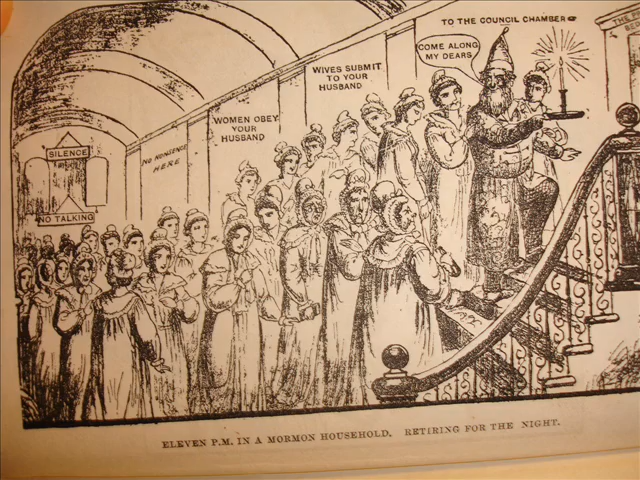 TO THE COUNCIL CHAMBER
COME ALONG
MY DEARS
WIVES SUBMIT
TO YOUR
HUSBAND
WOMEN OBEY
YOUR
HUSBAND
NO NONSENSE
HERE
SILENCE
NO TALKING
ELEVEN P.M. IN A MORMON HOUSEHOLD. RETIRING FOR THE NIGHT.